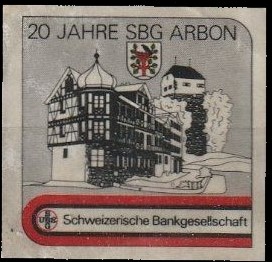 20 JAHRE SBG ARBON
Schweizerische Bankgesellschaft